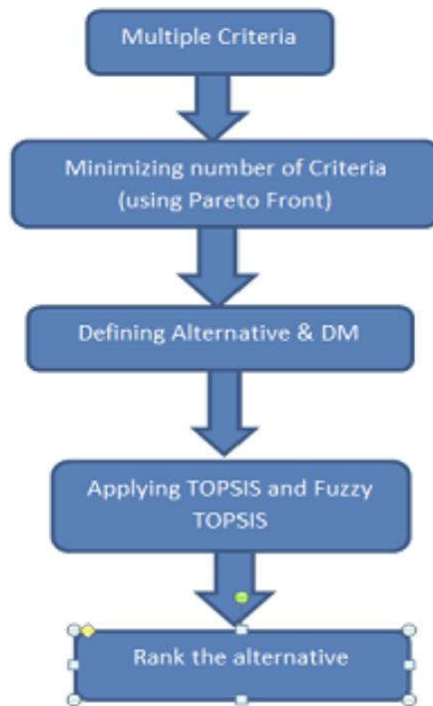 Multiple Criteria
Minimizing number of Criteria
(using Pareto Front)
Defining Alternative & DM
Applying TOPSIS and Fuzzy
TOPSIS
Rank the alternative